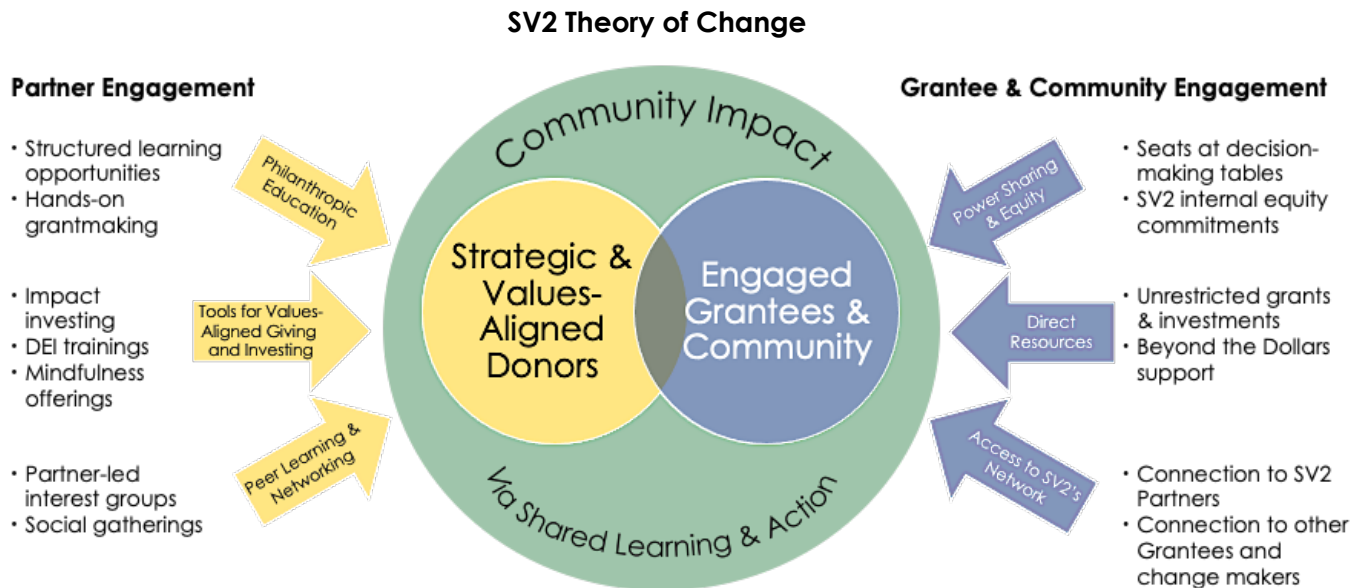 SV2 Theory of Change
Partner Engagement
· Structured learning
opportunities
· Hands-on
grantmaking
· Impact
investing
· DEI trainings
· Mindfulness
offerings
· Partner-led
interest groups
· Social gatherings
Philanthropic
Education
Tools for Values-
Aligned Giving
and Investing
Peer Learning &
Networking
Community Impact
Strategic &
Values-
Aligned
Donors
Engaged
Grantees &
Community
Via Shared Learning & Action
Grantee & Community Engagement
Power Sharing
& Equity
Direct
Resources
Access to SV2's
Network
· Seats at decision-
making tables
· SV2 internal equity
commitments
· Unrestricted grants
& investments
· Beyond the Dollars
support
· Connection to SV2
Partners
· Connection to other
Grantees and
change makers